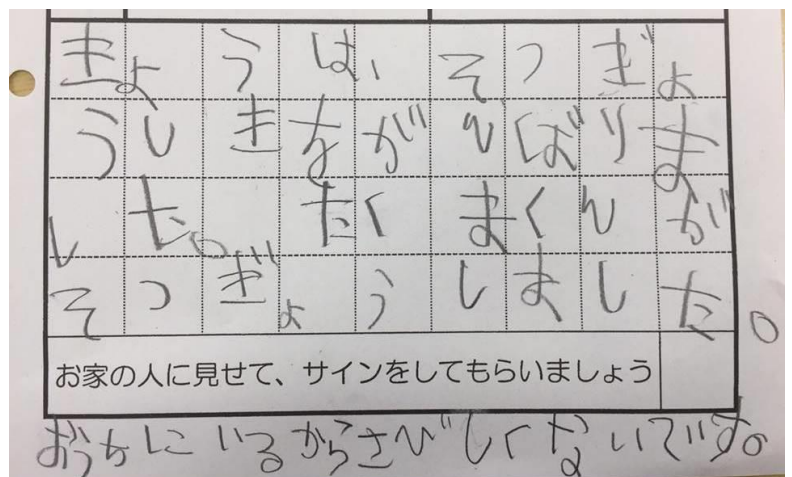 きょうは、そつぎょ
うしきをがんばりま
した。たくまくんが
そつぎょうしました。
お家の人に見せて、サインをしてもらいましょう
おうちにいるからさびしくないです。